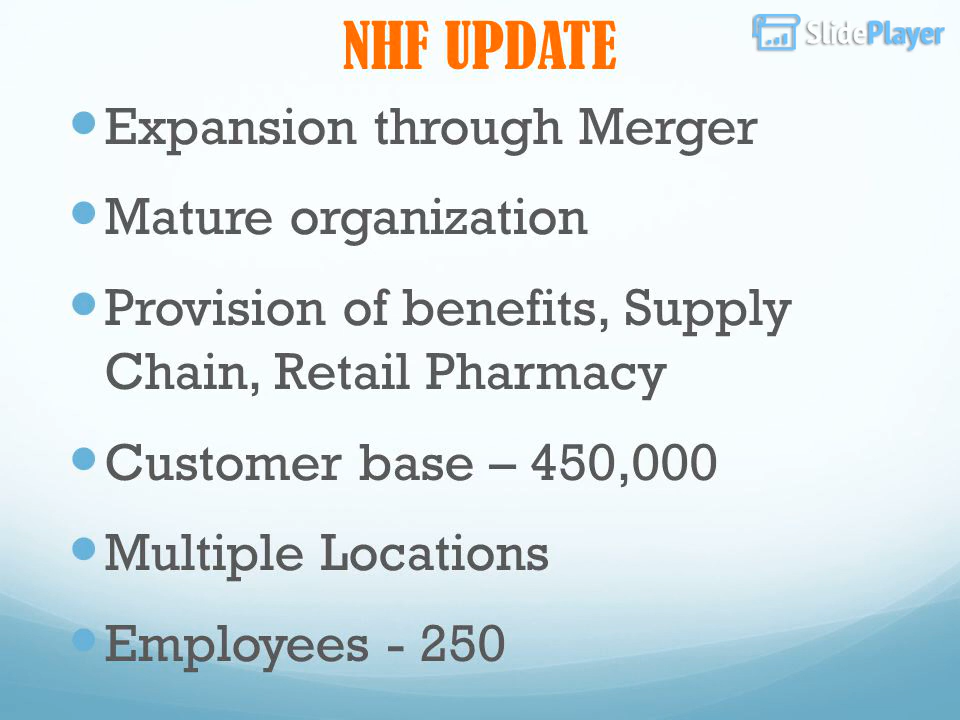 NHF UPDATE
SlidePlayer
Expansion through Merger
Mature organization
Provision of benefits, Supply
Chain, Retail Pharmacy
Customer base – 450,000
Multiple Locations
Employees - 250